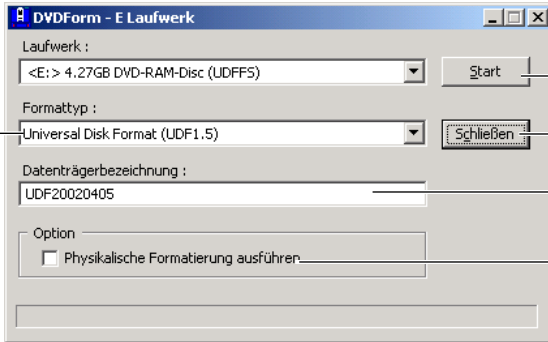 DVDForm - E Laufwerk
Laufwerk :
<E:> 4.27GB DVD-RAM-Disc (UDFFS)
Start
Formattyp :
Universal Disk Format (UDF1.5)
Schließen
Datenträgerbezeichnung :
UDF20020405
Option
Physikalische Formatierung ausführen